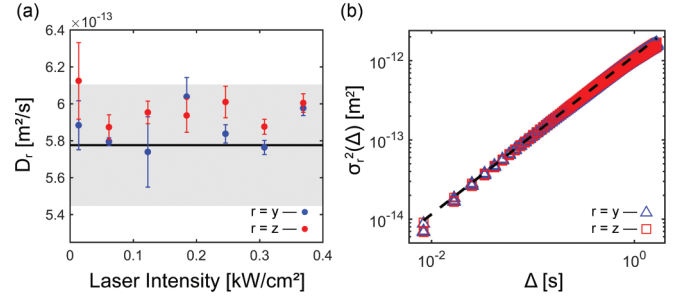 (a)
×10⁻¹³
6.4
6.2
6
5.8
5.6
5.4
Dᵣ [m²/s]
r = y —
r = z —
0
0.1
0.2
0.3
0.4
Laser Intensity [kW/cm²]
(b)
10⁻¹²
10⁻¹³
10⁻¹⁴
σᵣ²(Δ) [m²]
r = y —
r = z —
10⁻²
10⁰
Δ [s]